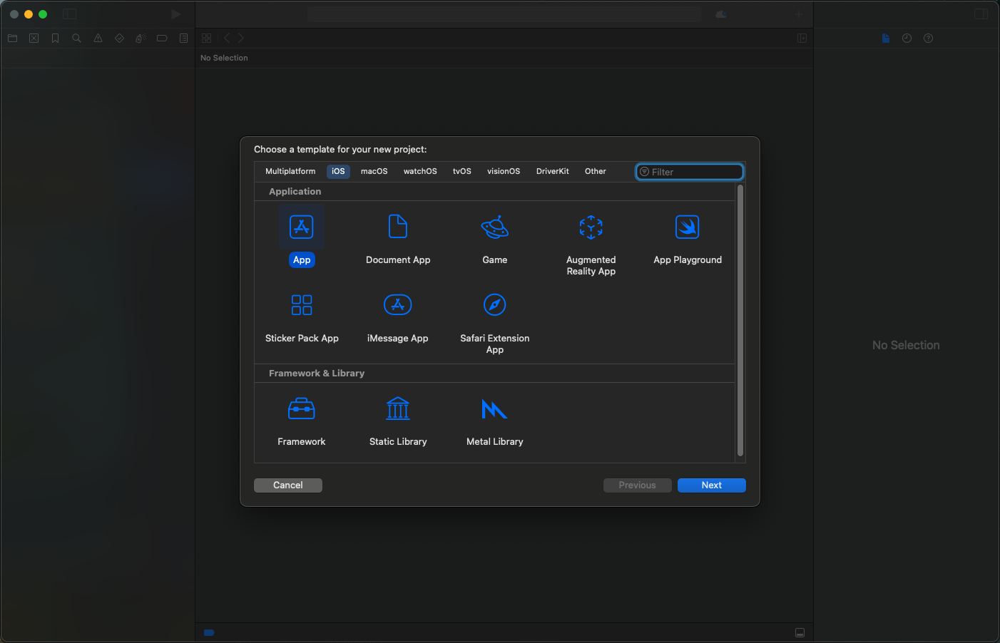 No Selection
Choose a template for your new project:
Multiplatform iOS macOS watchOS tvOS visionOS DriverKit Other Filter
Application
App Document App Game Augmented Reality App App Playground
Sticker Pack App iMessage App Safari Extension App
No Selection
Framework & Library
Framework Static Library Metal Library
Cancel Previous Next